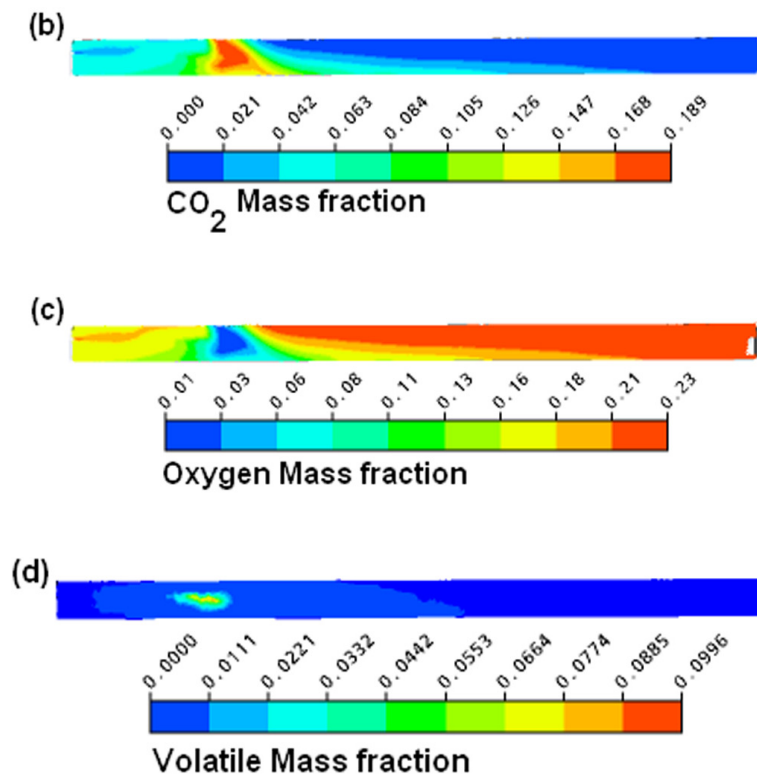 (b)
0.000 0.021 0.042 0.063 0.084 0.105 0.126 0.147 0.168 0.189
CO2 Mass fraction
(c)
0.01 0.03 0.06 0.08 0.11 0.13 0.16 0.18 0.21 0.23
Oxygen Mass fraction
(d)
0.0000 0.0111 0.0221 0.0332 0.0442 0.0553 0.0664 0.0774 0.0885 0.0996
Volatile Mass fraction